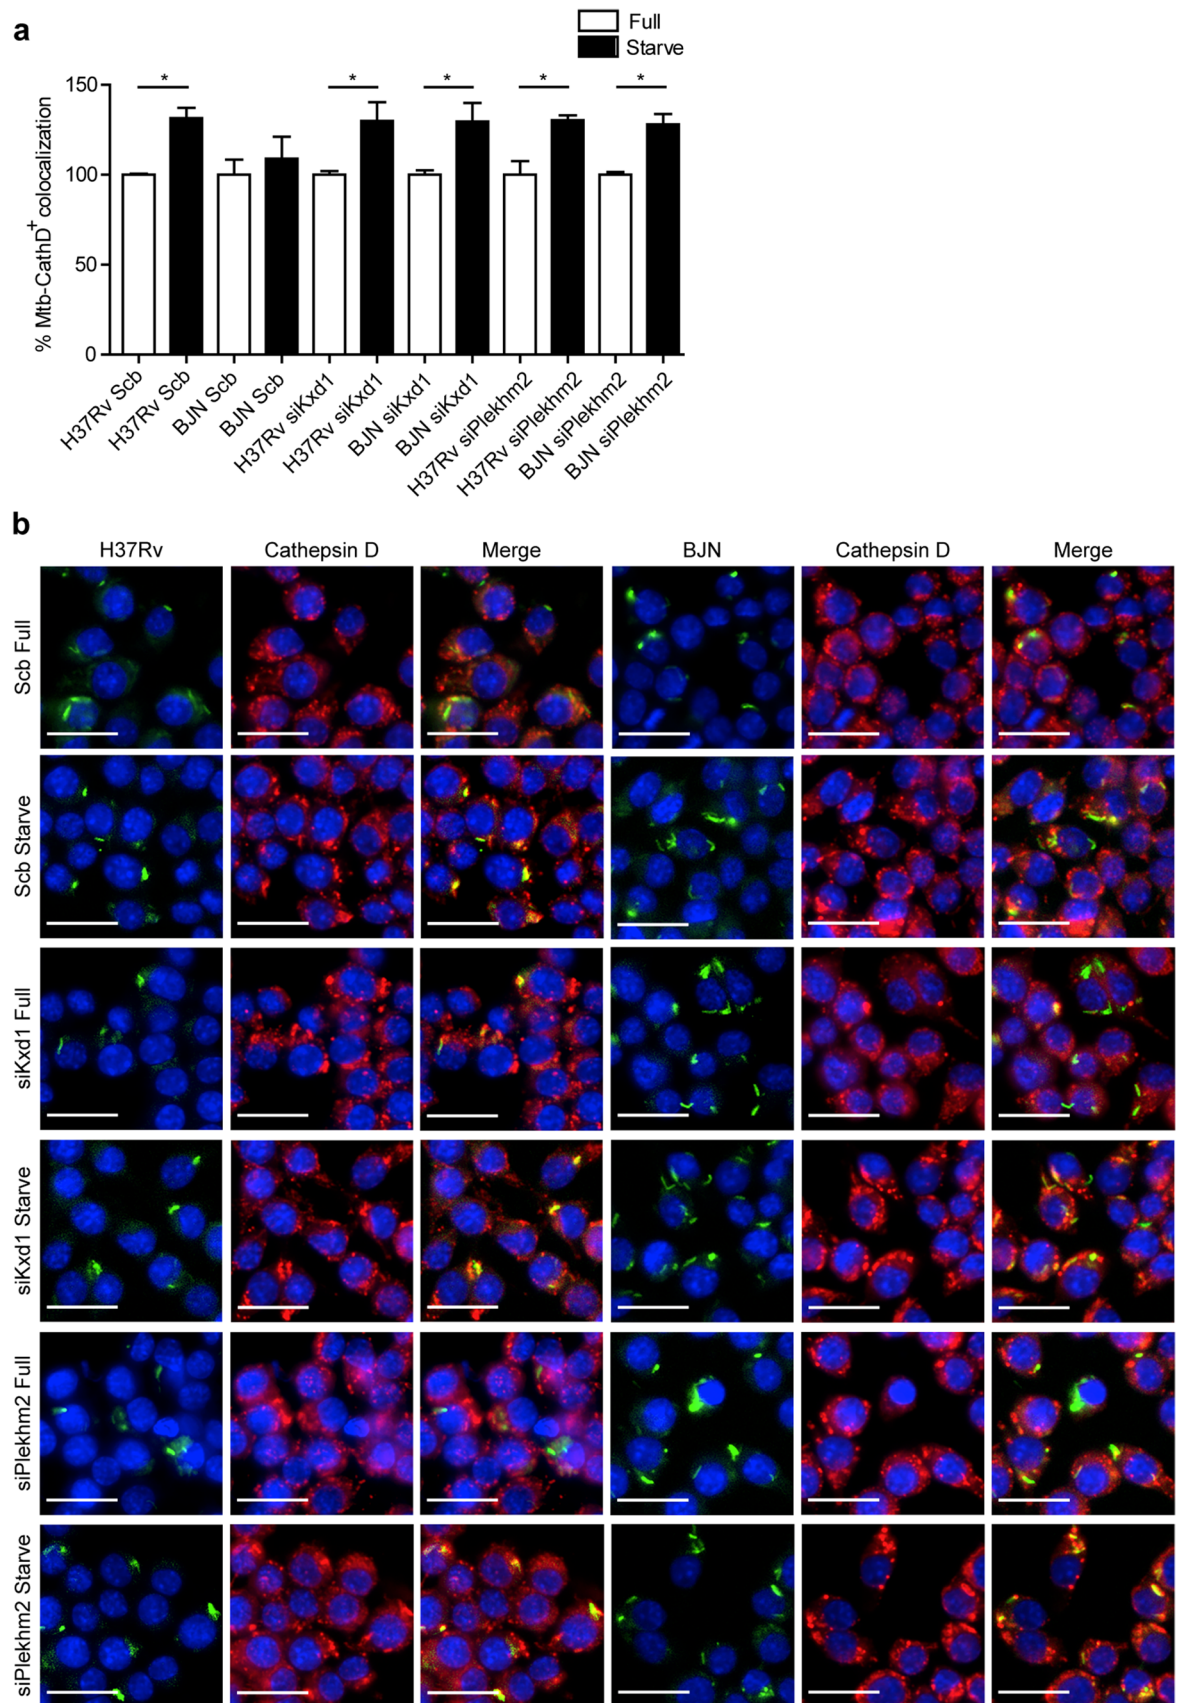 a
Full
Starve
% Mtb-CathD+ colocalization
150
100
50
0
*
*
*
*
*
H37Rv Scb
H37Rv Scb
BJN Scb
BJN Scb
H37Rv siKxd1
H37Rv siKxd1
BJN siKxd1
BJN siKxd1
H37Rv siPlekhm2
H37Rv siPlekhm2
BJN siPlekhm2
BJN siPlekhm2
b
H37Rv
Cathepsin D
Merge
BJN
Cathepsin D
Merge
Scb Full
Scb Starve
siKxd1 Full
siKxd1 Starve
siPlekhm2 Full
siPlekhm2 Starve